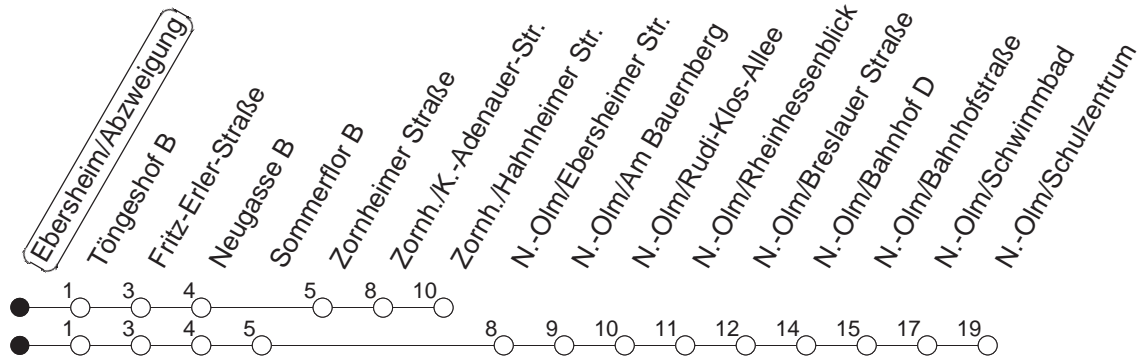 Ebersheim/Abzweigung
Töngeshof B
Fritz-Erler-Straße
Neugasse B
Sommerflor B
Zornheimer Straße
Zornh./K.-Adenauer-Str.
Zornh./Hahnheimer Str.
N.-Olm/Ebersheimer Str.
N.-Olm/Am Bauernberg
N.-Olm/Rudi-Klos-Allee
N.-Olm/Rheinhessenblick
N.-Olm/Breslauer Straße
N.-Olm/Bahnhof D
N.-Olm/Bahnhofstraße
N.-Olm/Schwimmbad
N.-Olm/Schulzentrum
1 3 4 5 8 10
1 3 4 5 8 9 10 11 12 14 15 17 19